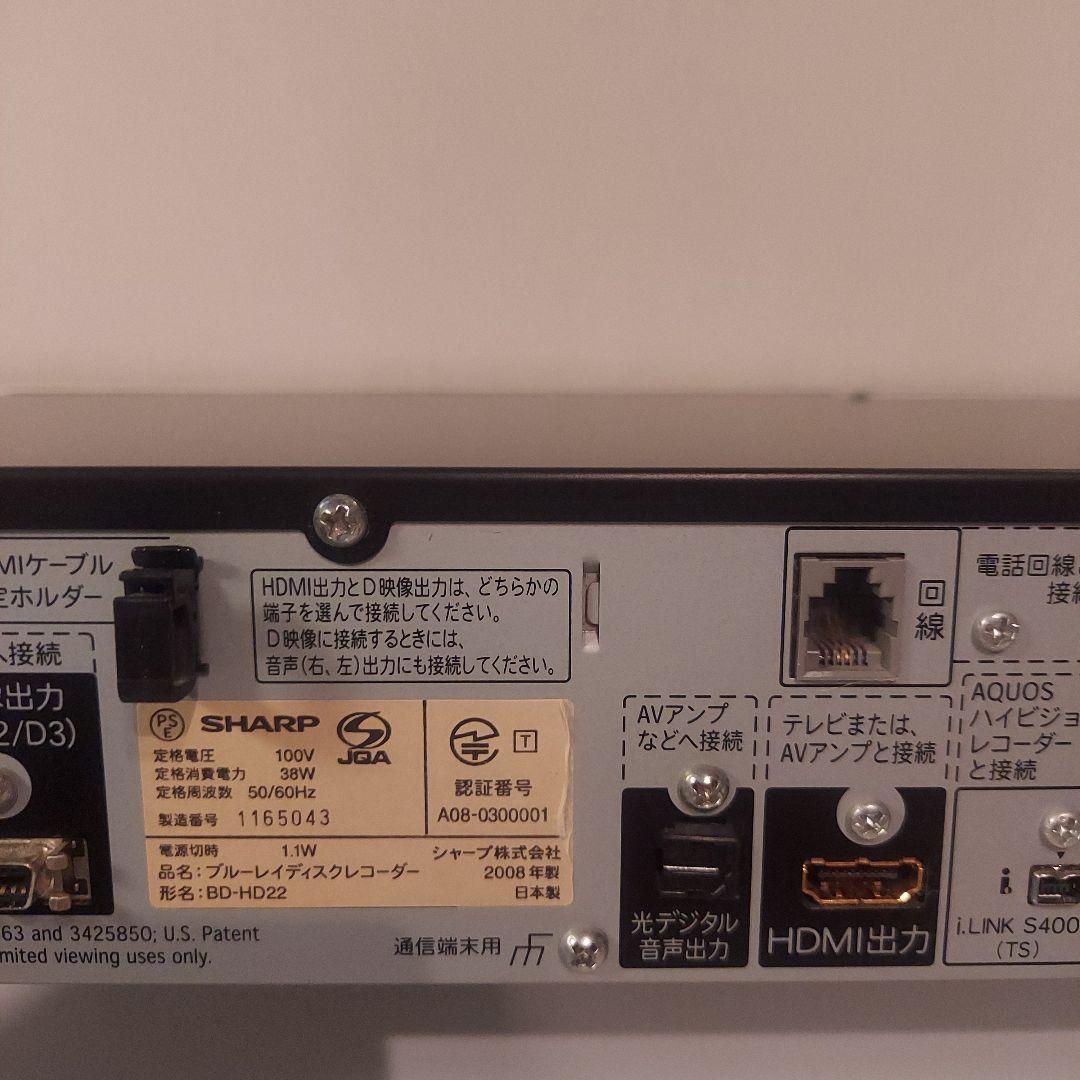 MIケーブル
定ホルダー
へ接続
出力
2/D3)
HDMI出力とD映像出力は、どちらかの
端子を選んで接続してください。
D映像に接続するときには、
音声(右、左)出力にも接続してください。
回線
電話回線
接続
PSE SHARP JQA
定格電圧 100V
定格消費電力 38W
定格周波数 50/60Hz
製造番号 1165043
T
認証番号
A08-0300001
電源切時 1.1W
品名:ブルーレイディスクレコーダー
形名:BD-HD22
シャープ株式会社
2008年製
日本製
63 and 3425850; U.S. Patent
mited viewing uses only.
通信端末用
AVアンプ
などへ接続
光デジタル
音声出力
テレビまたは、
AVアンプと接続
HDMI出力
AQUOS
ハイビジョ
レコーダー
と接続
i.LINK S400
(TS)